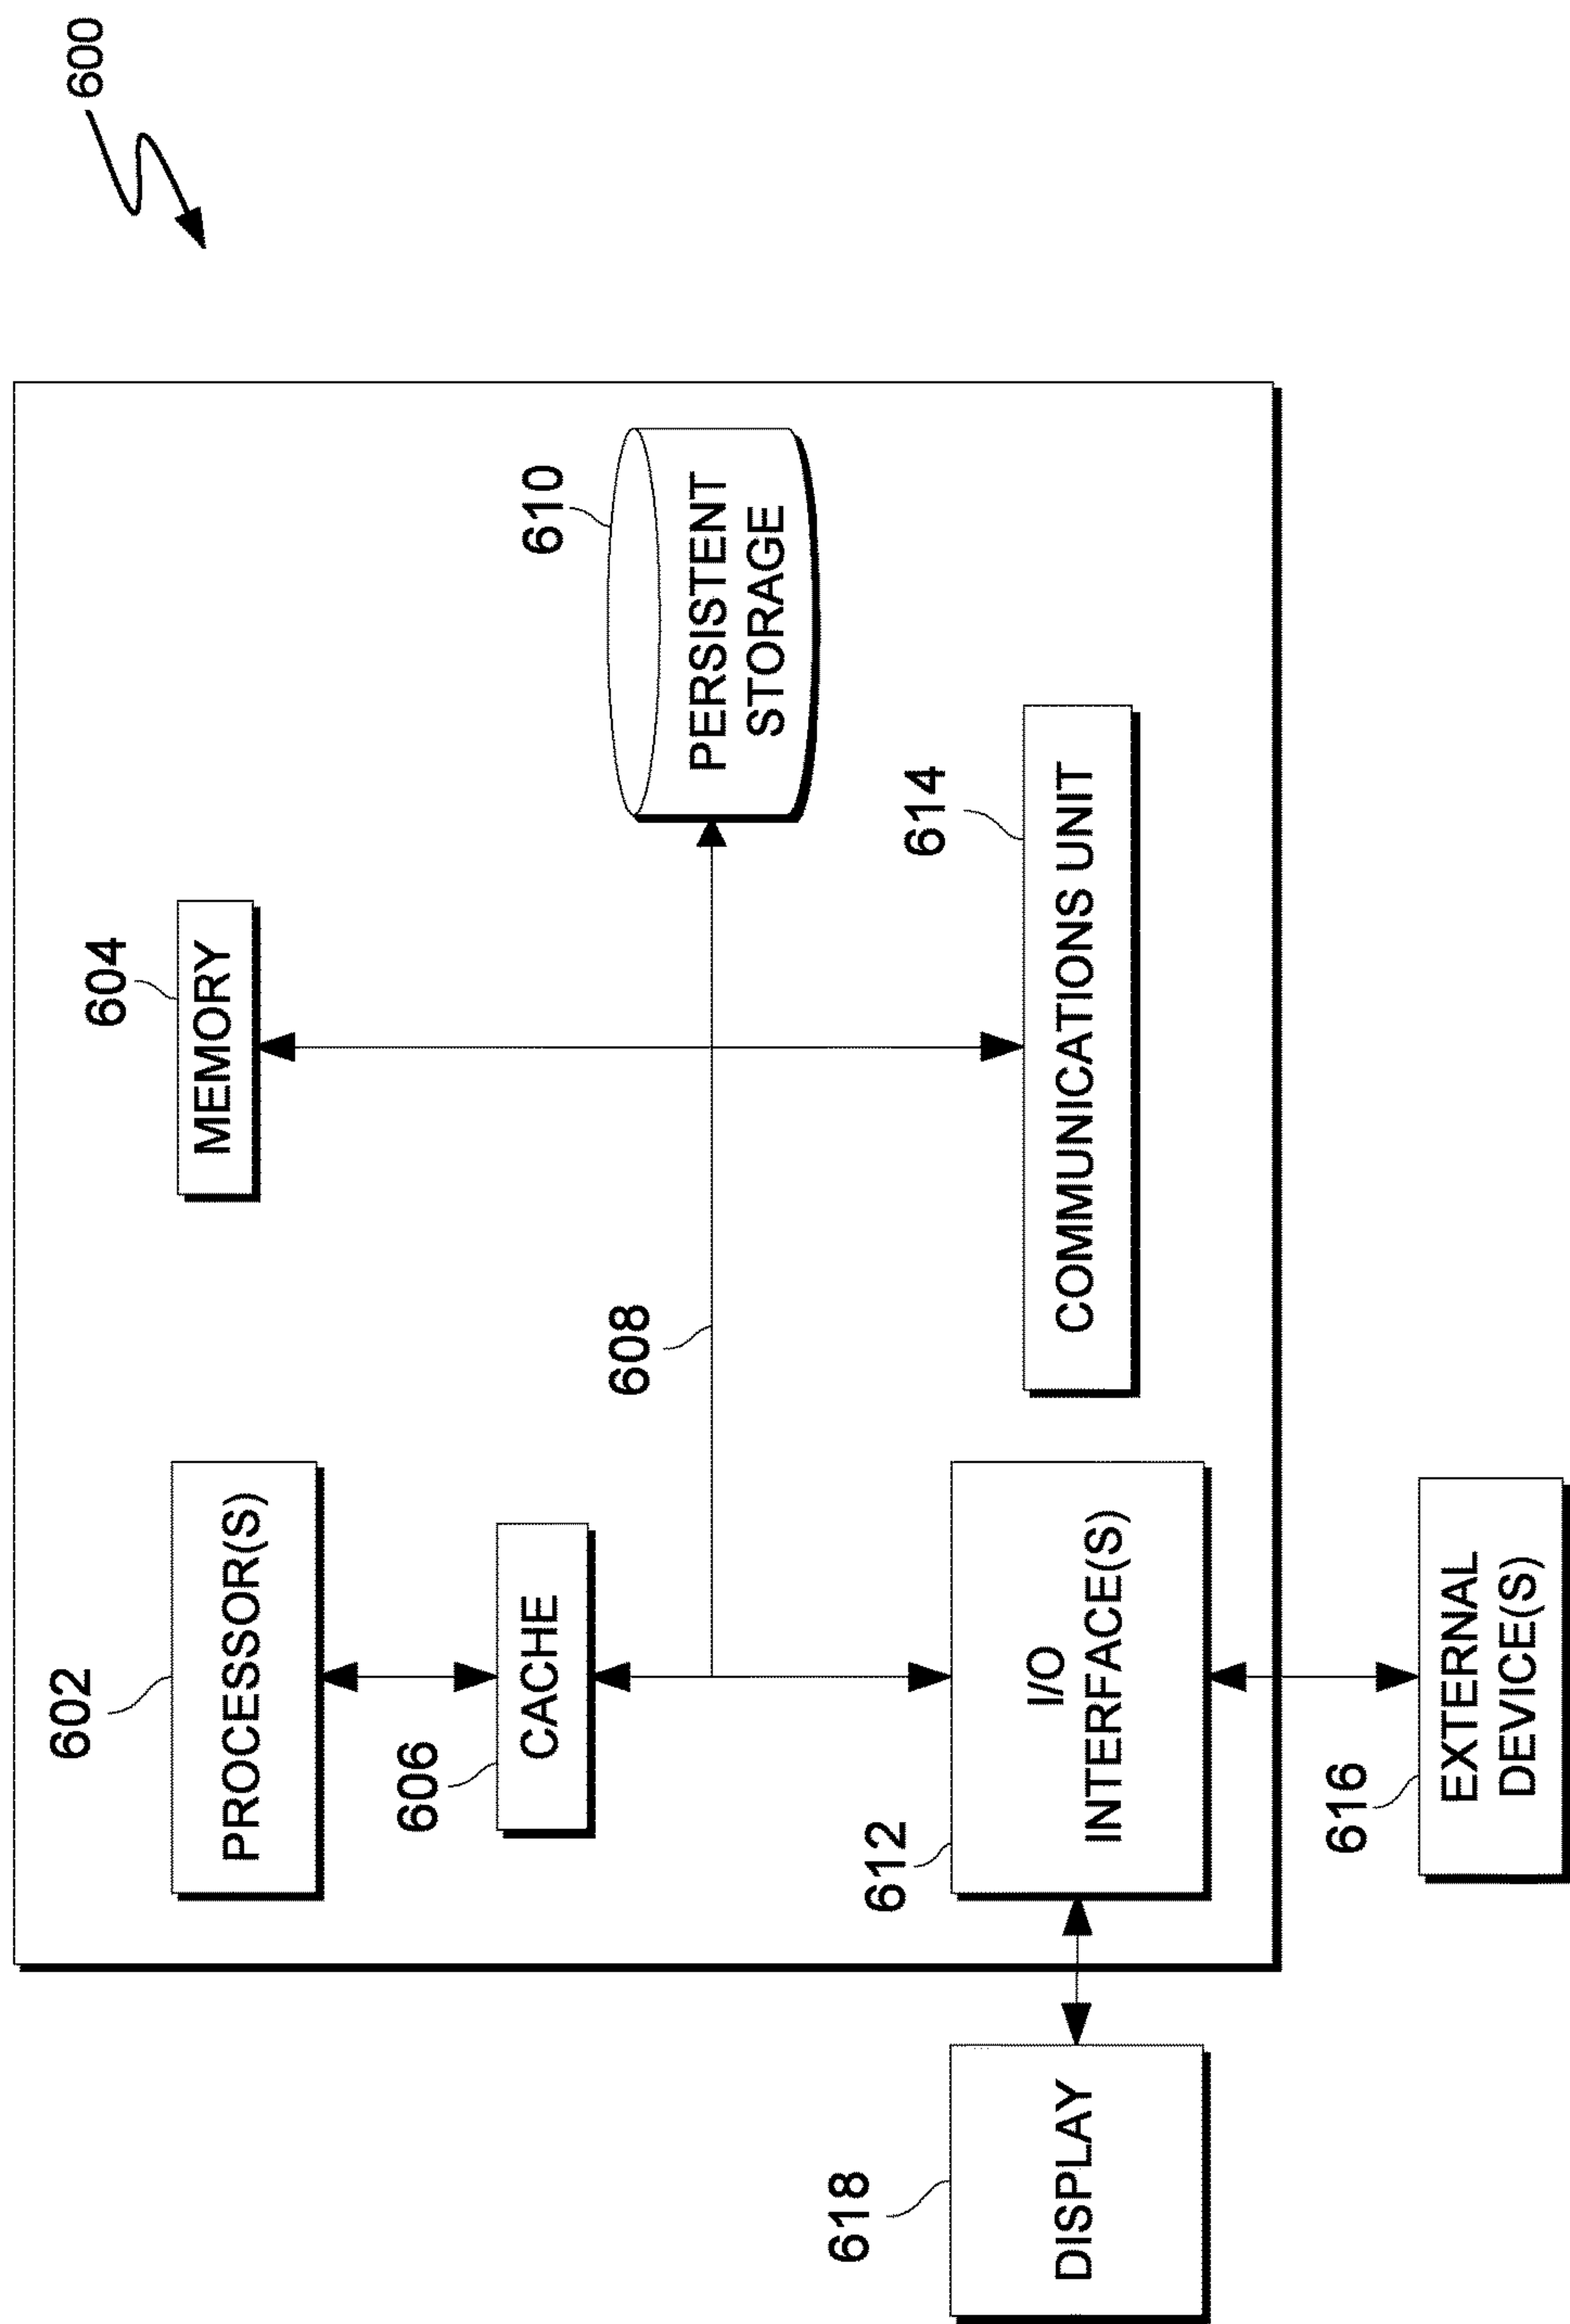 600
602
PROCESSOR(S)
604
MEMORY
606
CACHE
608
610
PERSISTENT
STORAGE
612
I/O
INTERFACE(S)
614
COMMUNICATIONS UNIT
618
DISPLAY
616
EXTERNAL
DEVICE(S)